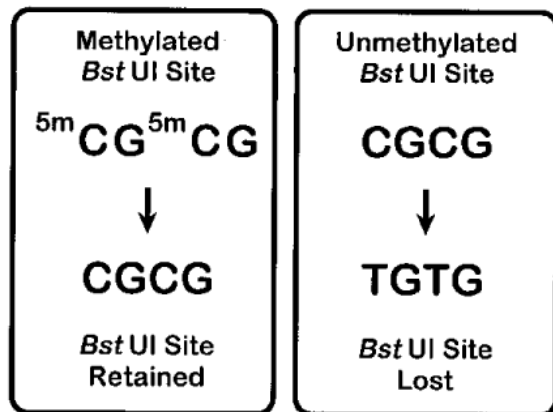 Methylated
Bst UI Site
5mCG5mCG
CGCG
Bst UI Site
Retained
Unmethylated
Bst UI Site
CGCG
TGTG
Bst UI Site
Lost